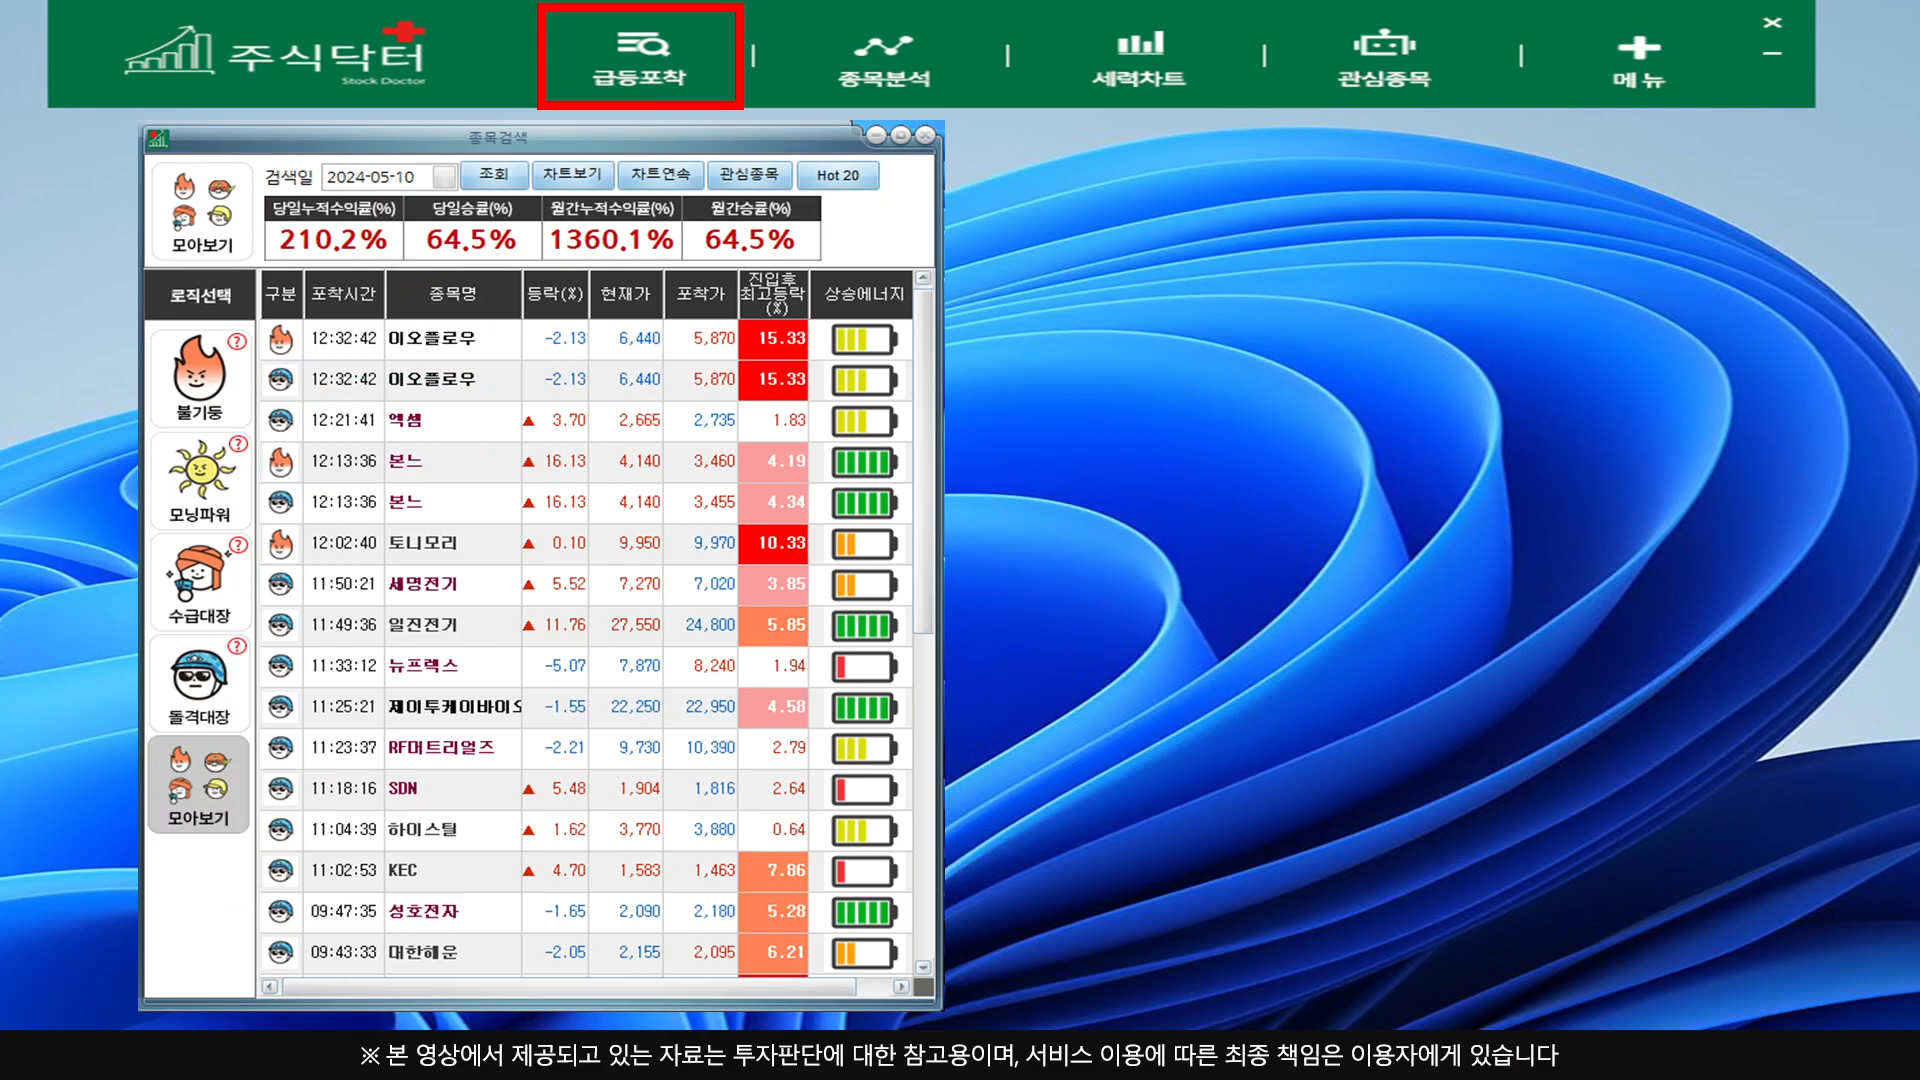 주식닥터
Stock Doctor
급등포착
종목분석
세력차트
관심종목
메뉴
종목검색
모아보기
검색일 2024-05-10 조회 차트보기 차트연속 관심종목 Hot 20
당일누적수익률(%) 당일승률(%) 월간누적수익률(%) 월간승률(%)
210.2% 64.5% 1360.1% 64.5%
로직선택
불기둥
모닝파워
수급대장
돌격대장
모아보기
구분 포착시간 종목명 등락(%) 현재가 포착가 진입후 최고등락 (%) 상승에너지
12:32:42 이오플로우 -2.13 6,440 5,870 15.33
12:32:42 이오플로우 -2.13 6,440 5,870 15.33
12:21:41 엑셈 ▲ 3.70 2,665 2,735 1.83
12:13:36 본느 ▲ 16.13 4,140 3,460 4.19
12:13:36 본느 ▲ 16.13 4,140 3,455 4.34
12:02:40 토니모리 ▲ 0.10 9,950 9,970 10.33
11:50:21 세명전기 ▲ 5.52 7,270 7,020 3.85
11:49:36 일진전기 ▲ 11.76 27,550 24,800 5.85
11:33:12 뉴프렉스 -5.07 7,870 8,240 1.94
11:25:21 제이투케이바이오 -1.55 22,250 22,950 4.58
11:23:37 RF머트리얼즈 -2.21 9,730 10,390 2.79
11:18:16 SDN ▲ 5.48 1,904 1,816 2.64
11:04:39 하이스틸 ▲ 1.62 3,770 3,880 0.64
11:02:53 KEC ▲ 4.70 1,583 1,463 7.86
09:47:35 성호전자 -1.65 2,090 2,180 5.28
09:43:33 대한해운 -2.05 2,155 2,095 6.21
※ 본 영상에서 제공되고 있는 자료는 투자판단에 대한 참고용이며, 서비스 이용에 따른 최종 책임은 이용자에게 있습니다